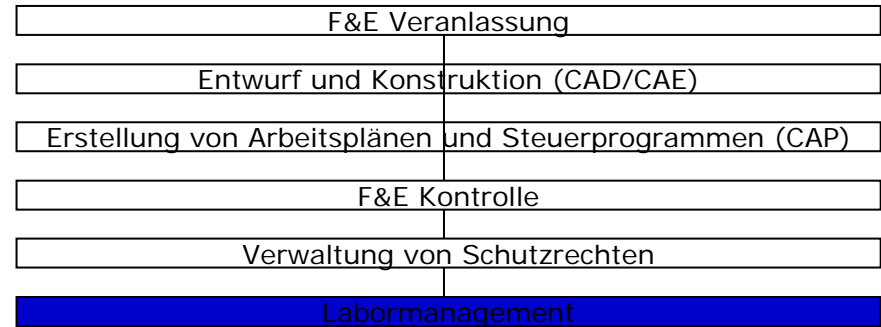 F&E Veranlassung
Entwurf und Konstruktion (CAD/CAE)
Erstellung von Arbeitsplänen und Steuerprogrammen (CAP)
F&E Kontrolle
Verwaltung von Schutzrechten
Labormanagement